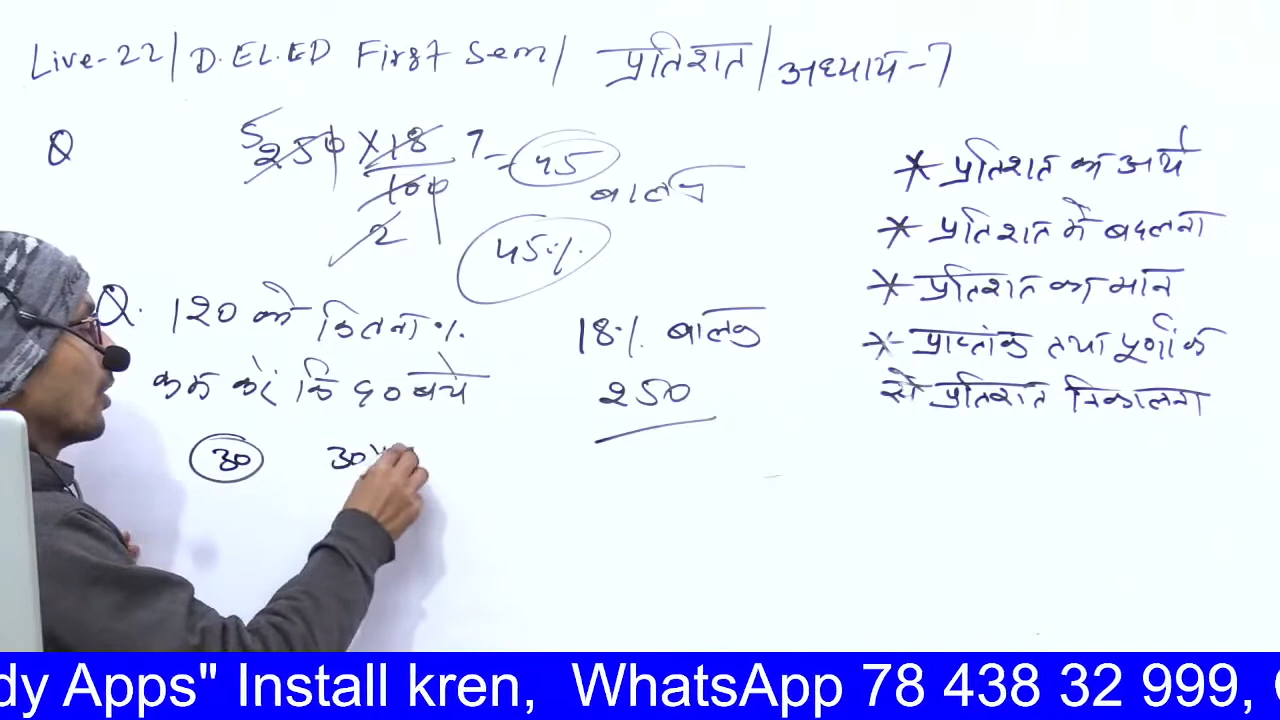 Live-22/ D.EL.ED First Sem/ प्रतिशत/अध्याय-7
Q 250 ×18 = 45 बालक
100
5
2
45%
Q. 120 को कितना %
कम करें कि 90 बचे
30 30×
18% बालक
250
* प्रतिशत का अर्थ
* प्रतिशत में बदलना
* प्रतिशत का मान
* प्राप्तांक तथा पूर्णांक
से प्रतिशत निकालना
dy Apps" Install kren, WhatsApp 78 438 32 999,